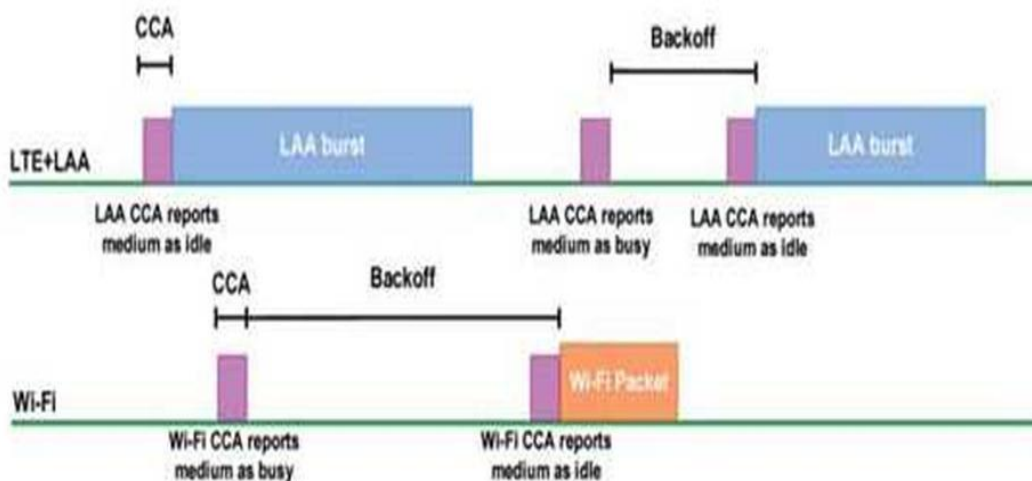 CCA
Backoff
LAA burst
LAA burst
LTE+LAA
LAA CCA reports
medium as idle
LAA CCA reports
medium as busy
LAA CCA reports
medium as idle
CCA
Backoff
Wi-Fi Packet
Wi-Fi
Wi-Fi CCA reports
medium as busy
Wi-Fi CCA reports
medium as idle